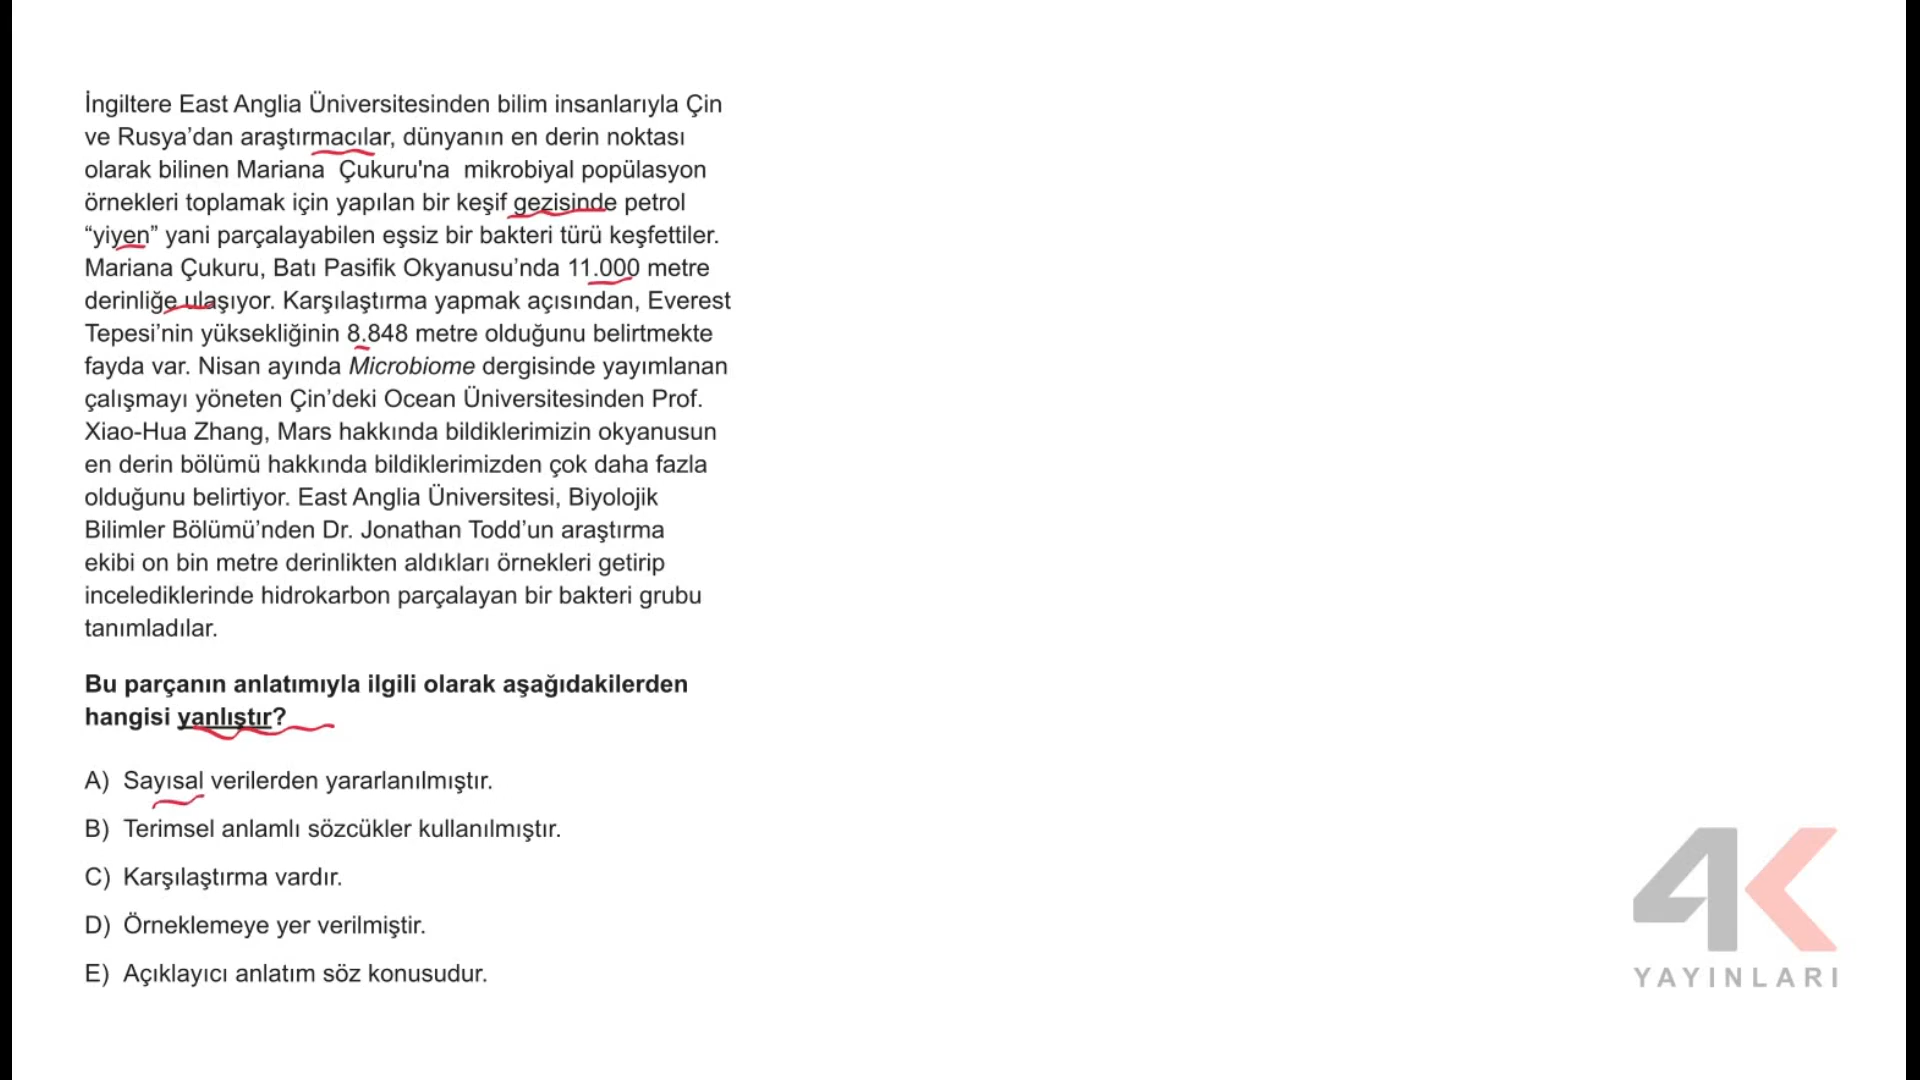 İngiltere East Anglia Üniversitesinden bilim insanlarıyla Çin
ve Rusya’dan araştırmacılar, dünyanın en derin noktası
olarak bilinen Mariana Çukuru'na mikrobiyal popülasyon
örnekleri toplamak için yapılan bir keşif gezisinde petrol
“yiyen” yani parçalayabilen eşsiz bir bakteri türü keşfettiler.
Mariana Çukuru, Batı Pasifik Okyanusu’nda 11.000 metre
derinliğe ulaşıyor. Karşılaştırma yapmak açısından, Everest
Tepesi’nin yüksekliğinin 8.848 metre olduğunu belirtmekte
fayda var. Nisan ayında Microbiome dergisinde yayımlanan
çalışmayı yöneten Çin’deki Ocean Üniversitesinden Prof.
Xiao-Hua Zhang, Mars hakkında bildiklerimizin okyanusun
en derin bölümü hakkında bildiklerimizden çok daha fazla
olduğunu belirtiyor. East Anglia Üniversitesi, Biyolojik
Bilimler Bölümü’nden Dr. Jonathan Todd’un araştırma
ekibi on bin metre derinlikten aldıkları örnekleri getirip
incelediklerinde hidrokarbon parçalayan bir bakteri grubu
tanımladılar.
Bu parçanın anlatımıyla ilgili olarak aşağıdakilerden
hangisi yanlıştır?
A) Sayısal verilerden yararlanılmıştır.
B) Terimsel anlamlı sözcükler kullanılmıştır.
C) Karşılaştırma vardır.
D) Örneklemeye yer verilmiştir.
E) Açıklayıcı anlatım söz konusudur.
4K
YAYINLARI